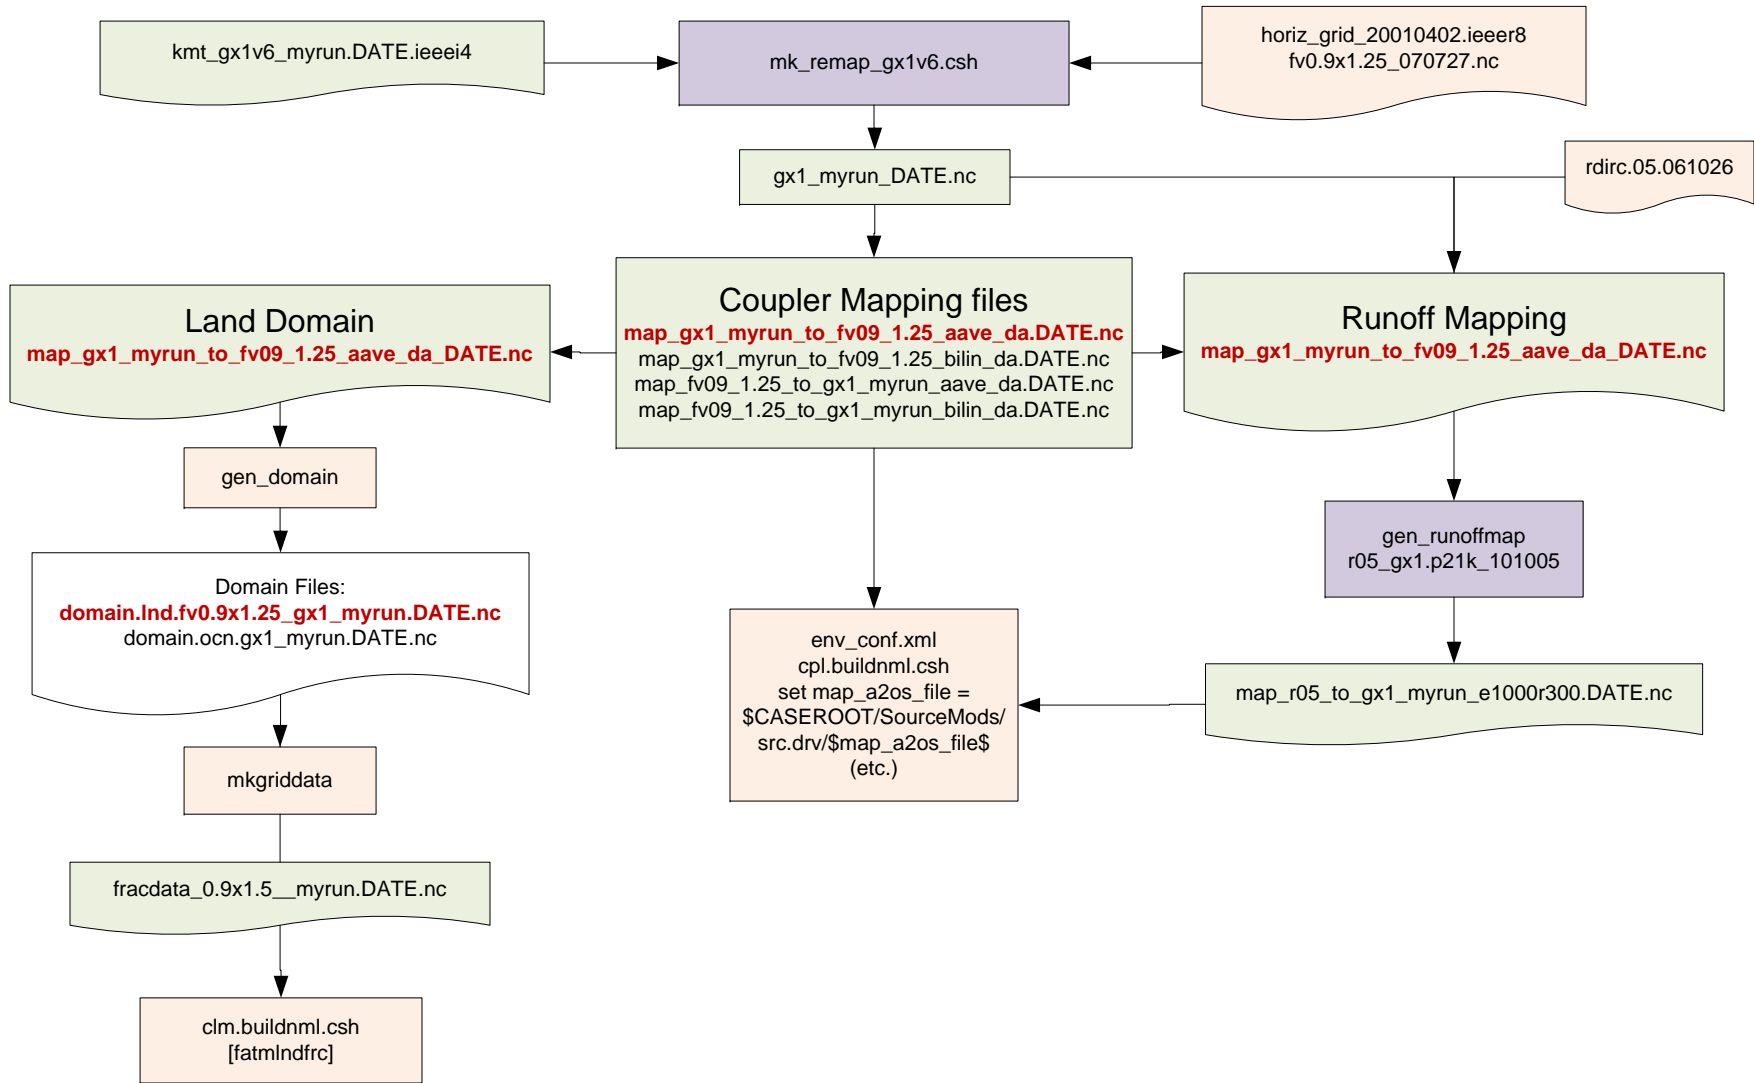 kmt_gx1v6_myrun.DATE.ieeei4
mk_remap_gx1v6.csh
horiz_grid_20010402.ieeer8
fv0.9x1.25_070727.nc
gx1_myrun_DATE.nc
rdirc.05.061026
Land Domain
map_gx1_myrun_to_fv09_1.25_aave_da_DATE.nc
Coupler Mapping files
map_gx1_myrun_to_fv09_1.25_aave_da.DATE.nc
map_gx1_myrun_to_fv09_1.25_bilin_da.DATE.nc
map_fv09_1.25_to_gx1_myrun_aave_da.DATE.nc
map_fv09_1.25_to_gx1_myrun_bilin_da.DATE.nc
Runoff Mapping
map_gx1_myrun_to_fv09_1.25_aave_da_DATE.nc
gen_domain
gen_runoffmap
r05_gx1.p21k_101005
Domain Files:
domain.lnd.fv0.9x1.25_gx1_myrun.DATE.nc
domain.ocn.gx1_myrun.DATE.nc
env_conf.xml
cpl.buildnml.csh
set map_a2os_file =
$CASEROOT/SourceMods/
src.drv/$map_a2os_file$
(etc.)
map_r05_to_gx1_myrun_e1000r300.DATE.nc
mkgriddata
fracdata_0.9x1.5__myrun.DATE.nc
clm.buildnml.csh
[fatmlndfrc]